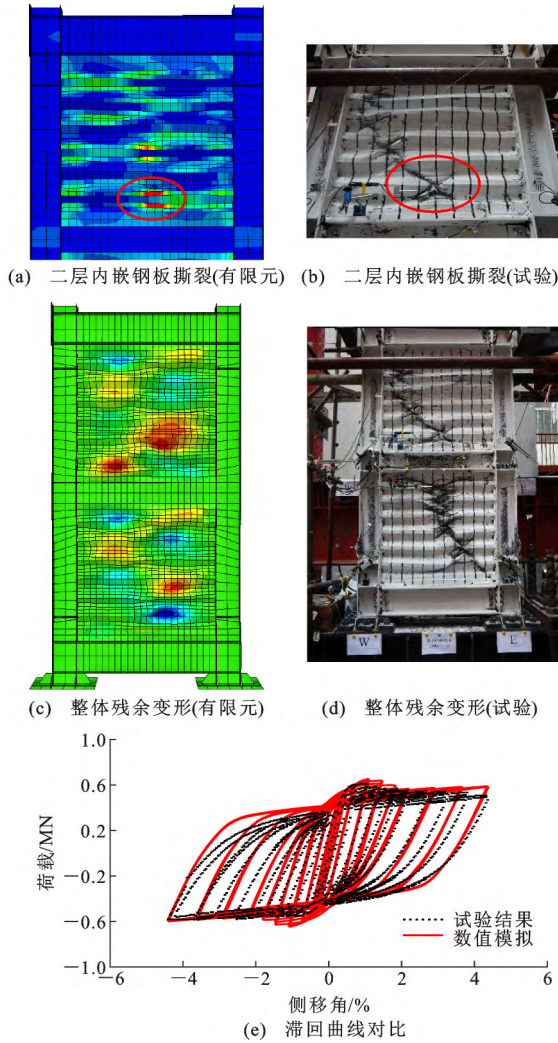 (a) 二层内嵌钢板撕裂(有限元) (b) 二层内嵌钢板撕裂(试验)
W
E
(c) 整体残余变形(有限元) (d) 整体残余变形(试验)
1.0
0.6
0.2
−0.2
−0.6
−1.0
荷载/MN
试验结果
数值模拟
−6 −4 −2 0 2 4 6
侧移角/%
(e) 滞回曲线对比